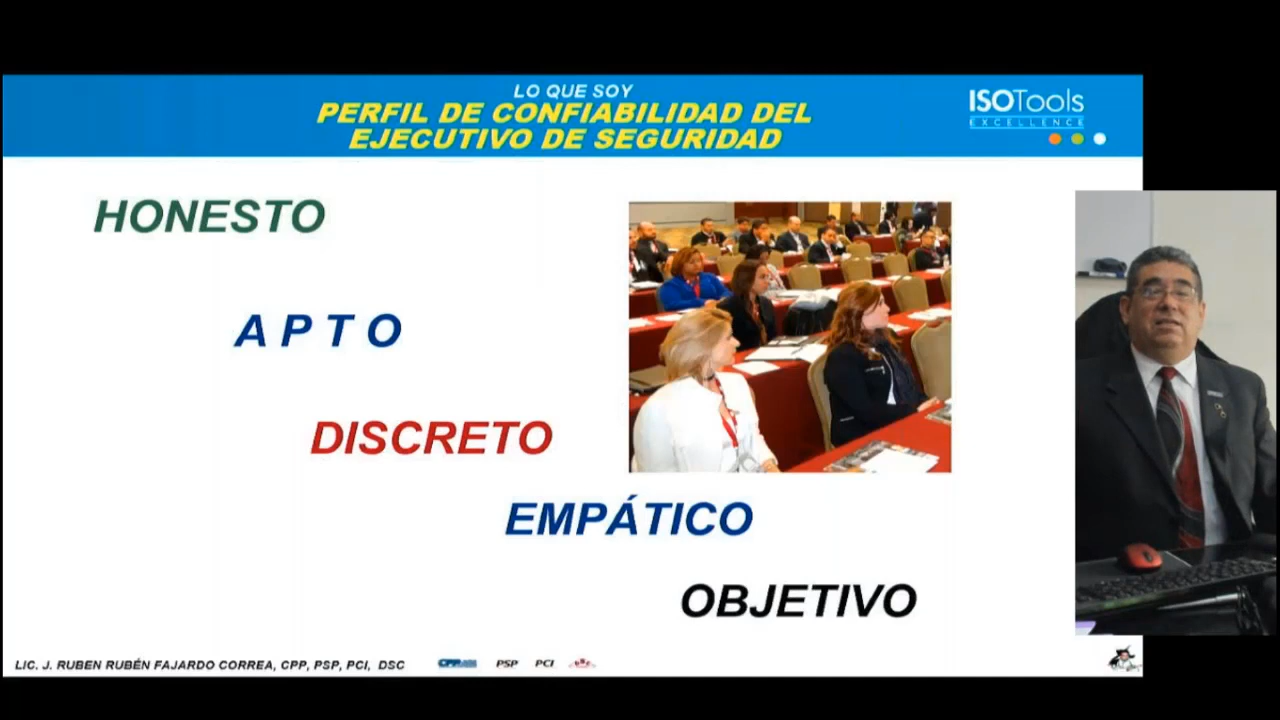 LO QUE SOY
PERFIL DE CONFIABILIDAD DEL
EJECUTIVO DE SEGURIDAD
ISOTools
EXCELLENCE
HONESTO
A P T O
DISCRETO
EMPÁTICO
OBJETIVO
LIC. J. RUBEN RUBÉN FAJARDO CORREA, CPP, PSP, PCI, DSC
CPP PSP PCI